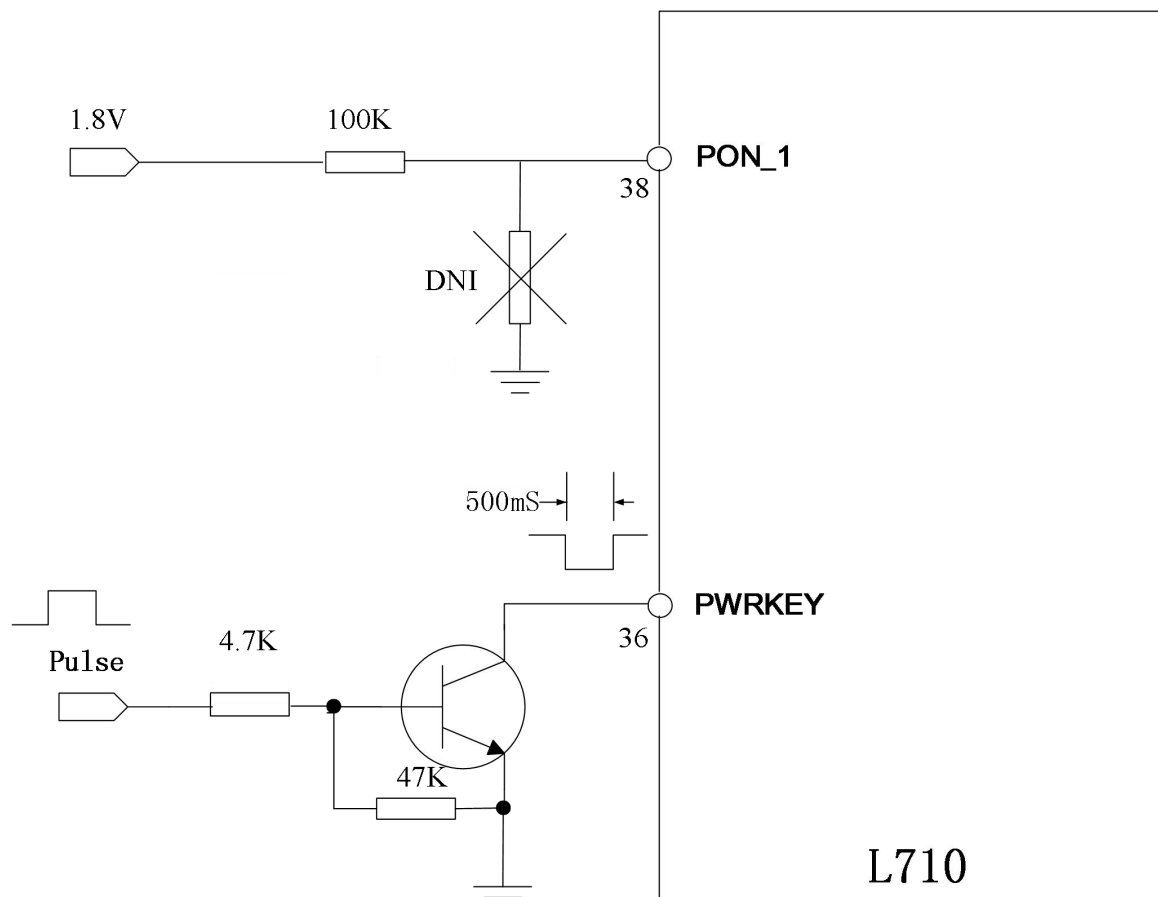 1.8V
100K
PON_1
38
DNI
500mS
PWRKEY
36
4.7K
Pulse
47K
L710